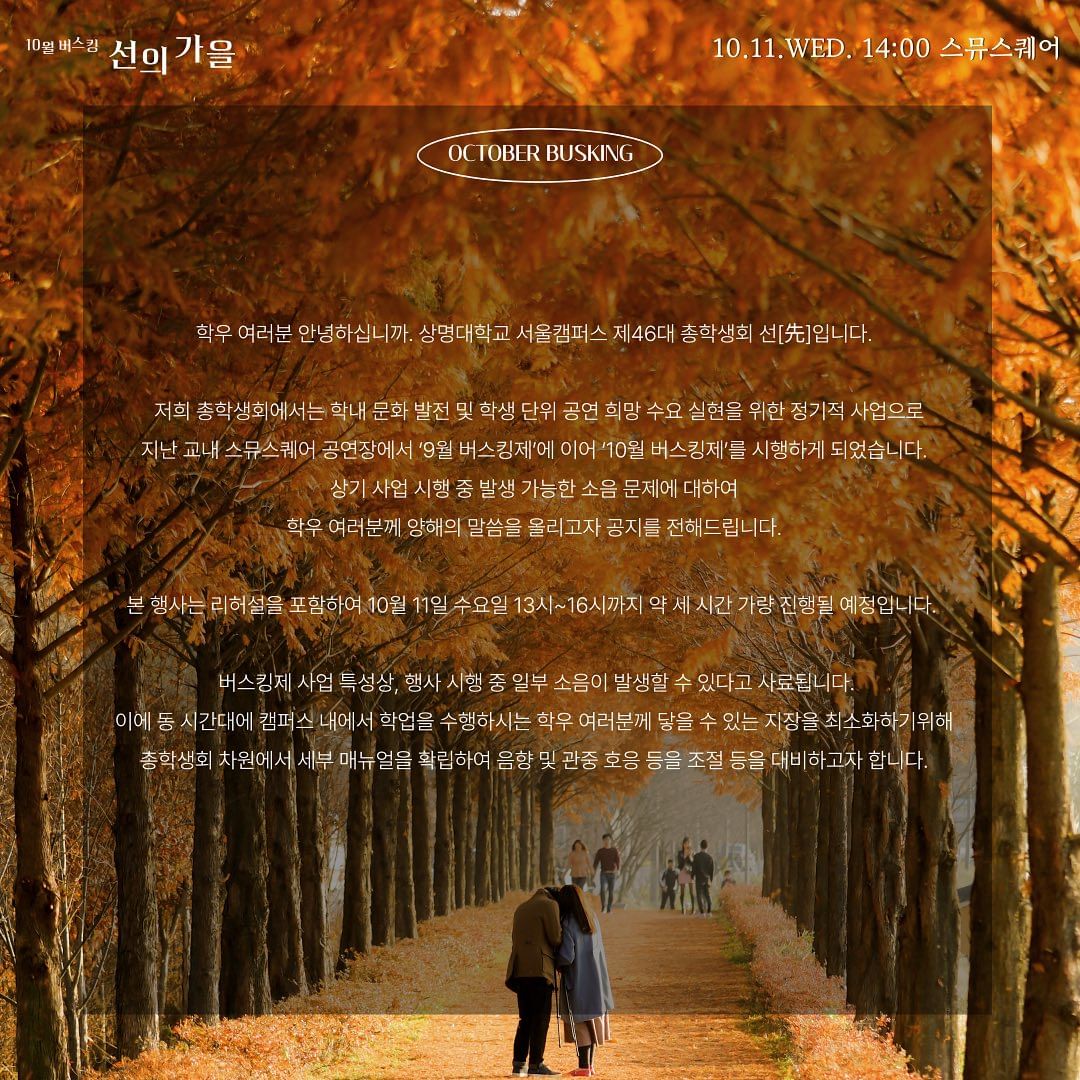 10월 버스킹 선의 가을
10.11.WED. 14:00 스뮤스퀘어
OCTOBER BUSKING
학우 여러분 안녕하십니까. 상명대학교 서울캠퍼스 제46대 총학생회 선[先]입니다.
저희 총학생회에서는 학내 문화 발전 및 학생 단위 공연 희망 수요 실현을 위한 정기적 사업으로
지난 교내 스뮤스퀘어 공연장에서 ‘9월 버스킹제’에 이어 ‘10월 버스킹제’를 시행하게 되었습니다.
상기 사업 시행 중 발생 가능한 소음 문제에 대하여
학우 여러분께 양해의 말씀을 올리고자 공지를 전해드립니다.
본 행사는 리허설을 포함하여 10월 11일 수요일 13시~16시까지 약 세 시간 가량 진행될 예정입니다.
버스킹제 사업 특성상, 행사 시행 중 일부 소음이 발생할 수 있다고 사료됩니다.
이에 동 시간대에 캠퍼스 내에서 학업을 수행하시는 학우 여러분께 닿을 수 있는 지장을 최소화하기위해
총학생회 차원에서 세부 매뉴얼을 확립하여 음향 및 관중 호응 등을 조절 등을 대비하고자 합니다.